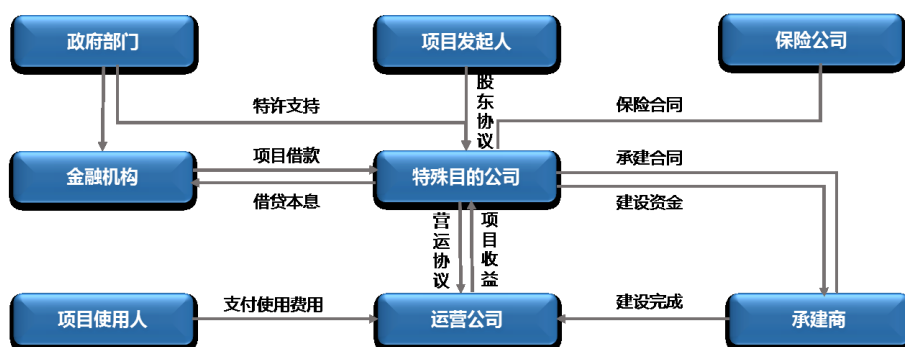 政府部门
项目发起人
保险公司
特许支持
股东协议
保险合同
金融机构
项目借款
借贷本息
特殊目的公司
承建合同
建设资金
营运协议
项目收益
项目使用人
支付使用费用
运营公司
建设完成
承建商